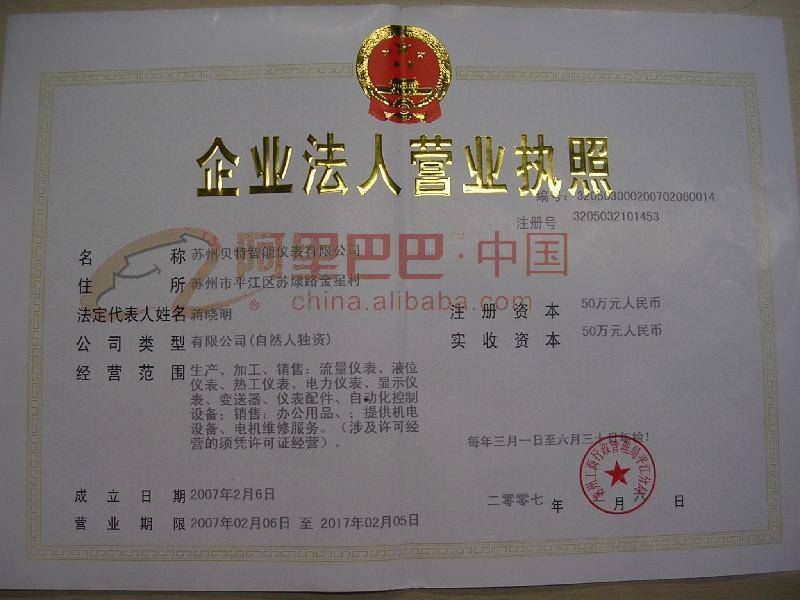 企业法人营业执照
编号：320503000200702060014
注册号 3205032101453
名称 苏州贝特智能仪表有限公司
住所 苏州市平江区苏埭路金星村
阿里巴巴·中国
china.alibaba.com
法定代表人姓名 蒋晓明
注册资本 50万元人民币
公司类型 有限公司(自然人独资)
实收资本 50万元人民币
经营范围 生产、加工、销售：流量仪表、液位
仪表、热工仪表、电力仪表、显示仪
表、变送器、仪表配件、自动化控制
设备；销售：办公用品、；提供机电
设备、电机维修服务。（涉及许可经
营的须凭许可证经营）。
每年三月一日至六月三十日年检！
成立日期 2007年2月6日
二零零七年二月六日
营业期限 2007年02月06日 至 2017年02月05日